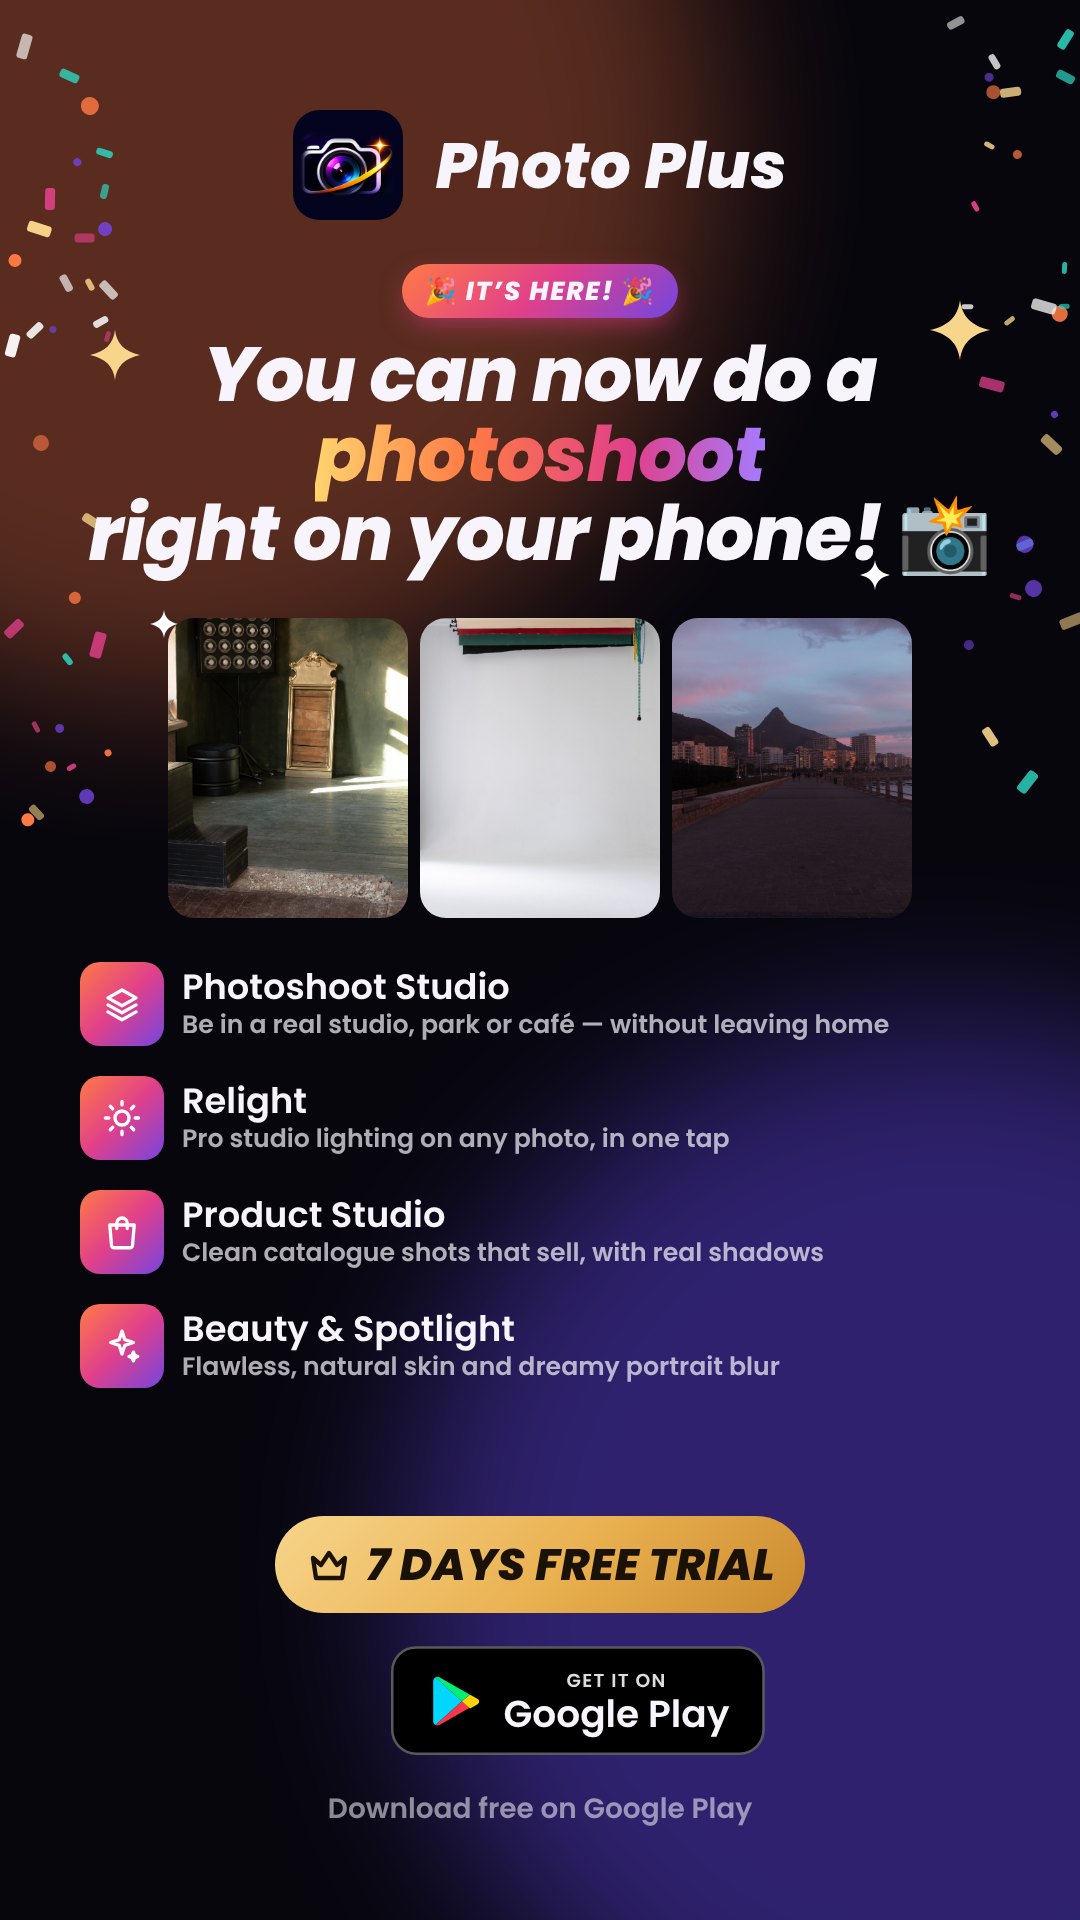 Photo Plus
🎉 IT’S HERE! 🎉
You can now do a
photoshoot
right on your phone! 📸
Photoshoot Studio
Be in a real studio, park or café — without leaving home
Relight
Pro studio lighting on any photo, in one tap
Product Studio
Clean catalogue shots that sell, with real shadows
Beauty & Spotlight
Flawless, natural skin and dreamy portrait blur
7 DAYS FREE TRIAL
GET IT ON
Google Play
Download free on Google Play